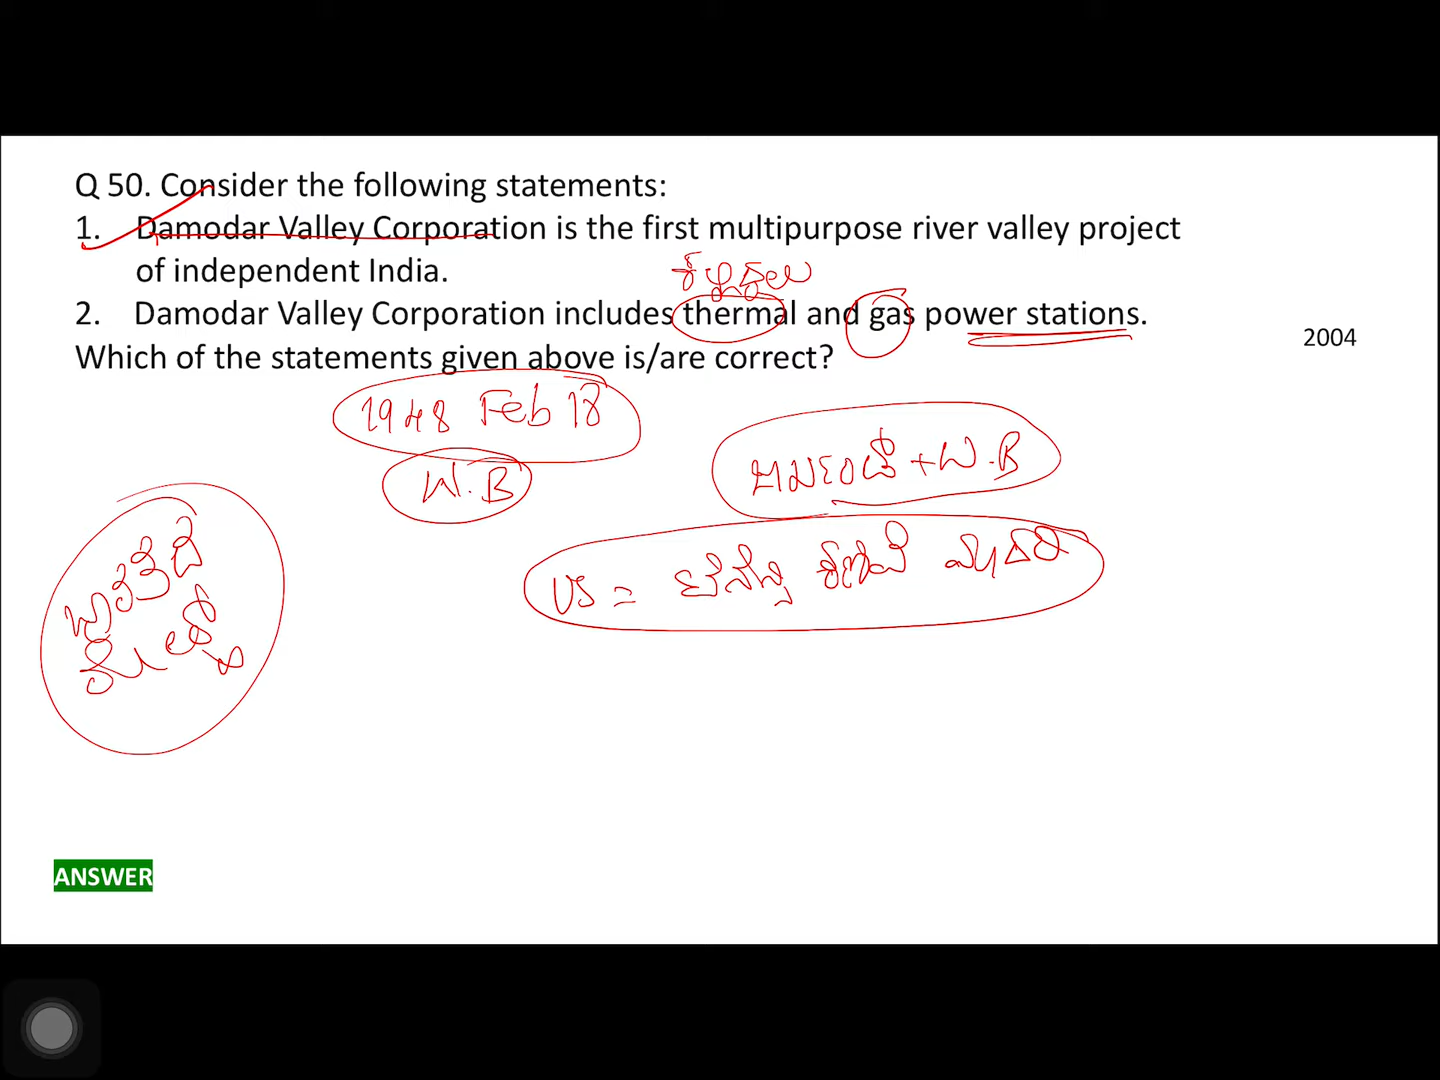 Q 50. Consider the following statements:
1. Damodar Valley Corporation is the first multipurpose river valley project
of independent India.
2. Damodar Valley Corporation includes thermal and gas power stations.
Which of the statements given above is/are correct?
2004
1948 Feb 18
W.B
+W.B
US =
ANSWER